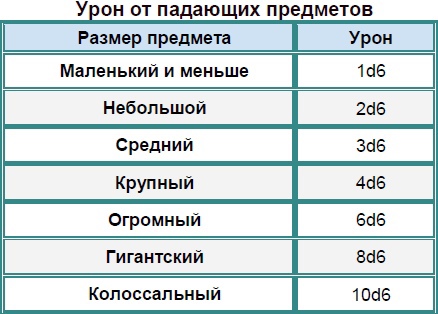 Урон от падающих предметов
Размер предмета Урон
Маленький и меньше 1d6
Небольшой 2d6
Средний 3d6
Крупный 4d6
Огромный 6d6
Гигантский 8d6
Колоссальный 10d6